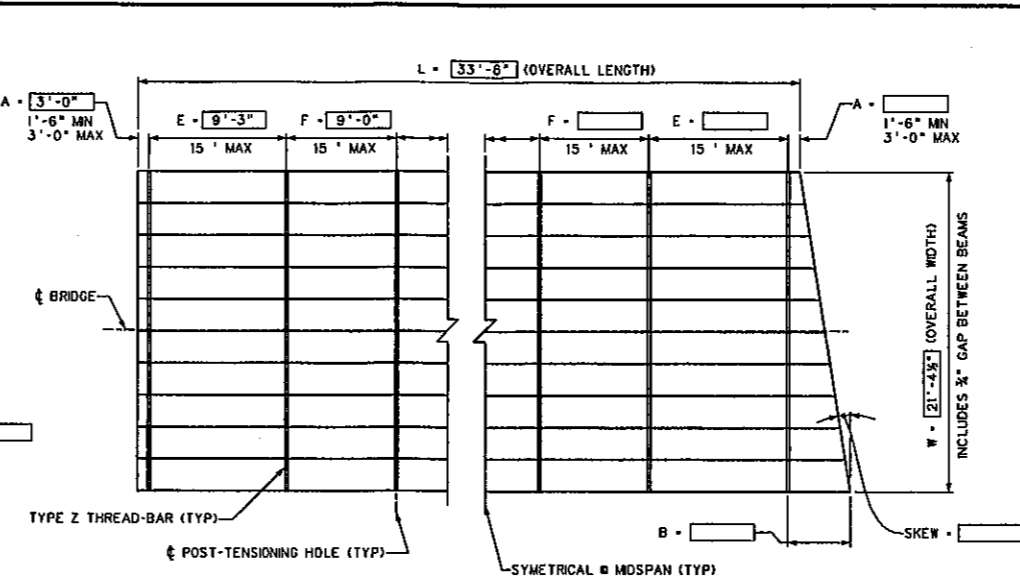 L = 33'-6" (OVERALL LENGTH)
A = 3'-0"
1'-6" MIN
3'-0" MAX
E = 9'-3"
15 ' MAX
F = 9'-0"
15 ' MAX
F =
15 ' MAX
E =
15 ' MAX
A =
1'-6" MIN
3'-0" MAX
℄ BRIDGE
W = 21'-4½" (OVERALL WIDTH)
INCLUDES ¾" GAP BETWEEN BEAMS
TYPE Z THREAD-BAR (TYP)
℄ POST-TENSIONING HOLE (TYP)
B =
SKEW =
SYMETRICAL @ MIDSPAN (TYP)